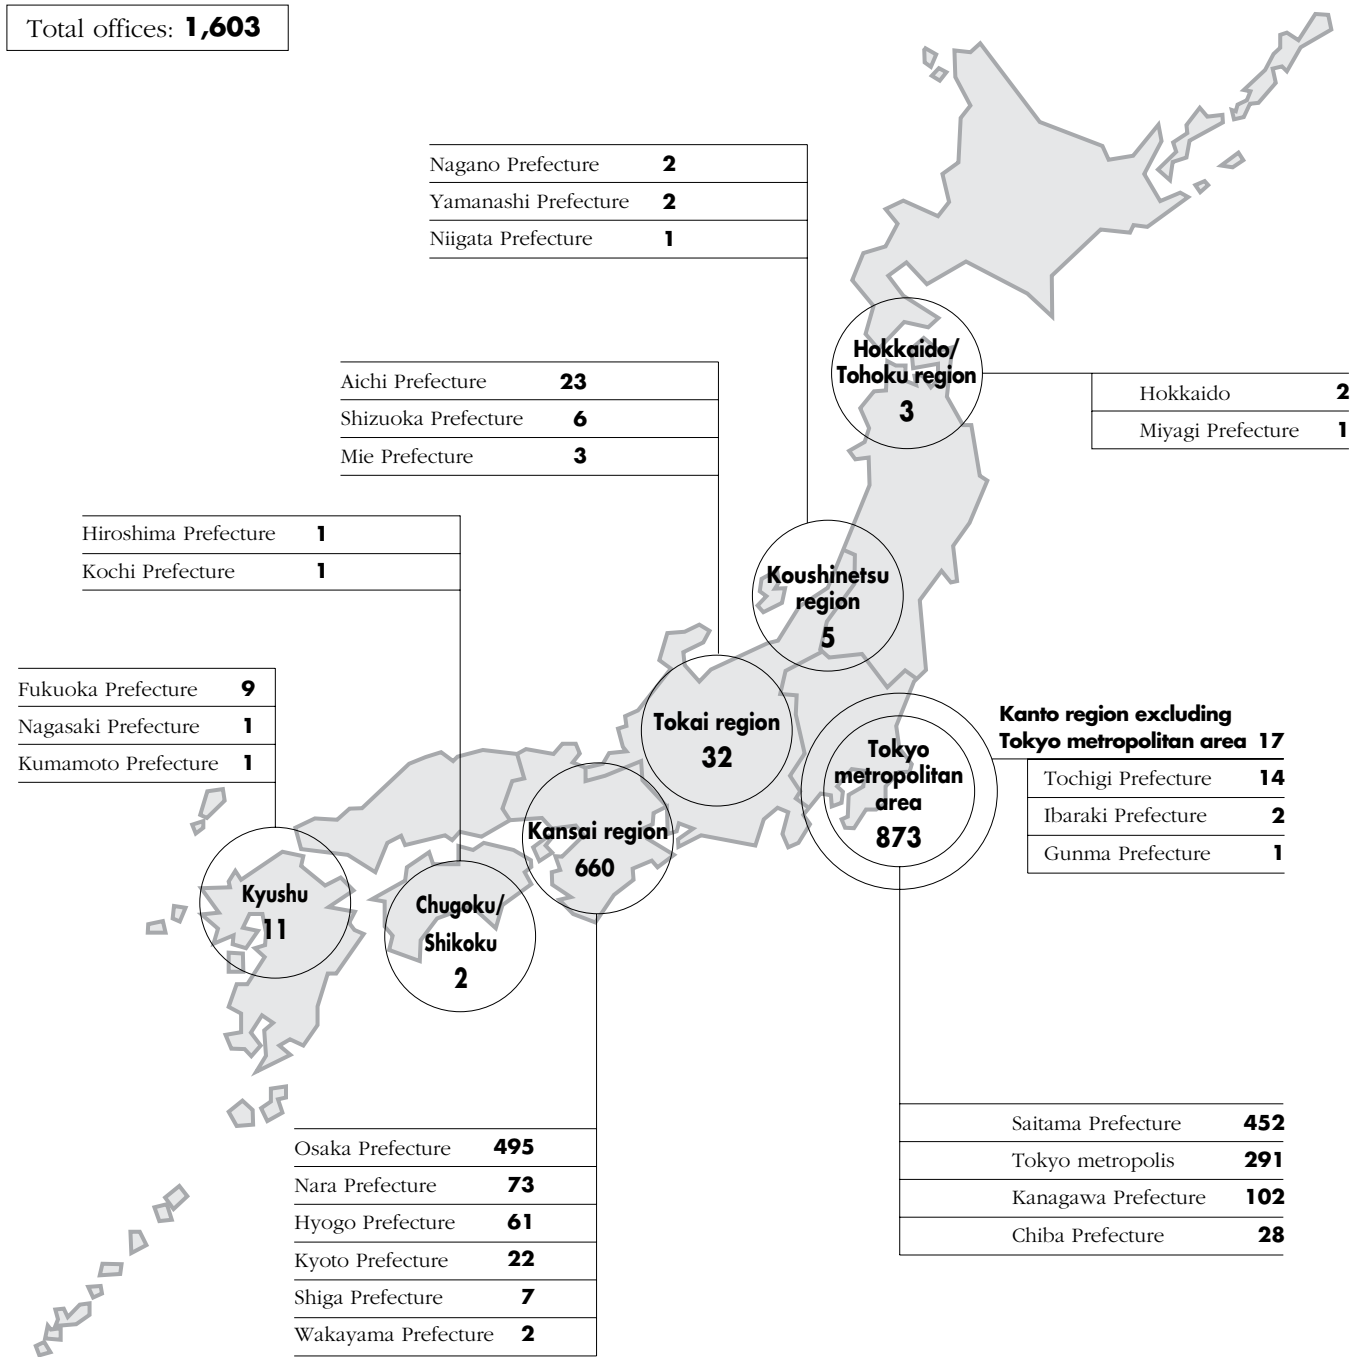 Total offices: 1,603
Nagano Prefecture 2
Yamanashi Prefecture 2
Niigata Prefecture 1
Hokkaido/
Tohoku region
3
Hokkaido 2
Miyagi Prefecture 1
Aichi Prefecture 23
Shizuoka Prefecture 6
Mie Prefecture 3
Hiroshima Prefecture 1
Kochi Prefecture 1
Koushinetsu
region
5
Fukuoka Prefecture 9
Nagasaki Prefecture 1
Kumamoto Prefecture 1
Tokai region
32
Tokyo
metropolitan
area
873
Kanto region excluding
Tokyo metropolitan area 17
Tochigi Prefecture 14
Ibaraki Prefecture 2
Gunma Prefecture 1
Kansai region
660
Kyushu
11
Chugoku/
Shikoku
2
Osaka Prefecture 495
Nara Prefecture 73
Hyogo Prefecture 61
Kyoto Prefecture 22
Shiga Prefecture 7
Wakayama Prefecture 2
Saitama Prefecture 452
Tokyo metropolis 291
Kanagawa Prefecture 102
Chiba Prefecture 28